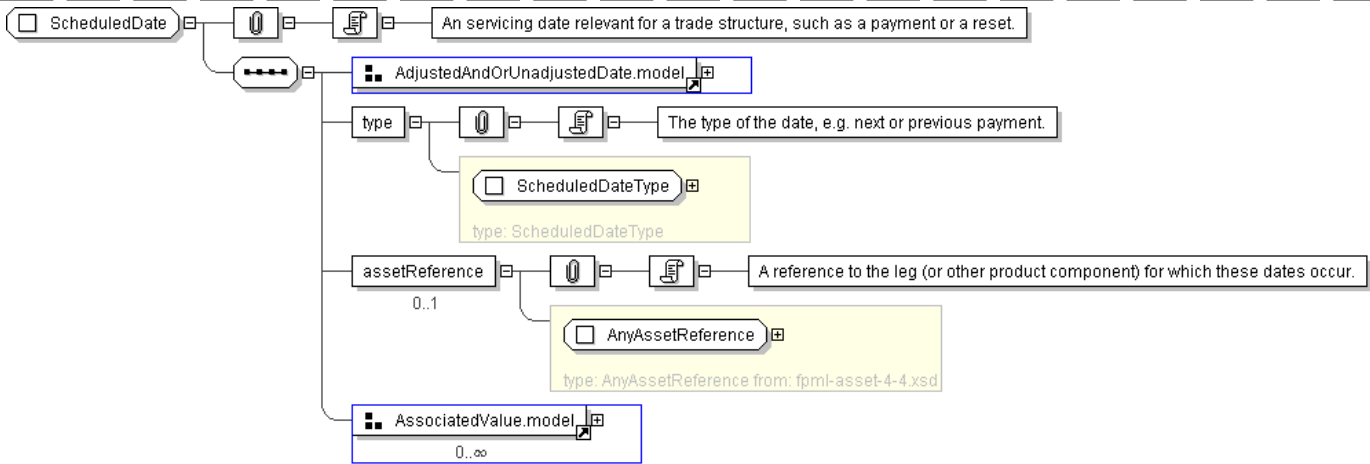 ScheduledDate
An servicing date relevant for a trade structure, such as a payment or a reset.
AdjustedAndOrUnadjustedDate.model
type
The type of the date, e.g. next or previous payment.
ScheduledDateType
type: ScheduledDateType
assetReference
A reference to the leg (or other product component) for which these dates occur.
0..1
AnyAssetReference
type: AnyAssetReference from: fpml-asset-4-4.xsd
AssociatedValue.model
0..∞